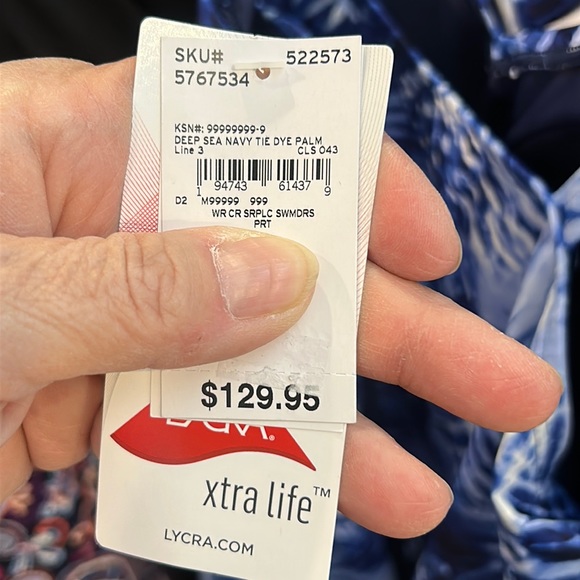 SKU# 522573
5767534
KSN#: 99999999-9
DEEP SEA NAVY TIE DYE PALM
Line 3 CLS 043
1 94743 61437 9
D2 M99999 999
WR CR SRPLC SWMDRS
PRT
$129.95
LYCRA®
xtra life™
LYCRA.COM